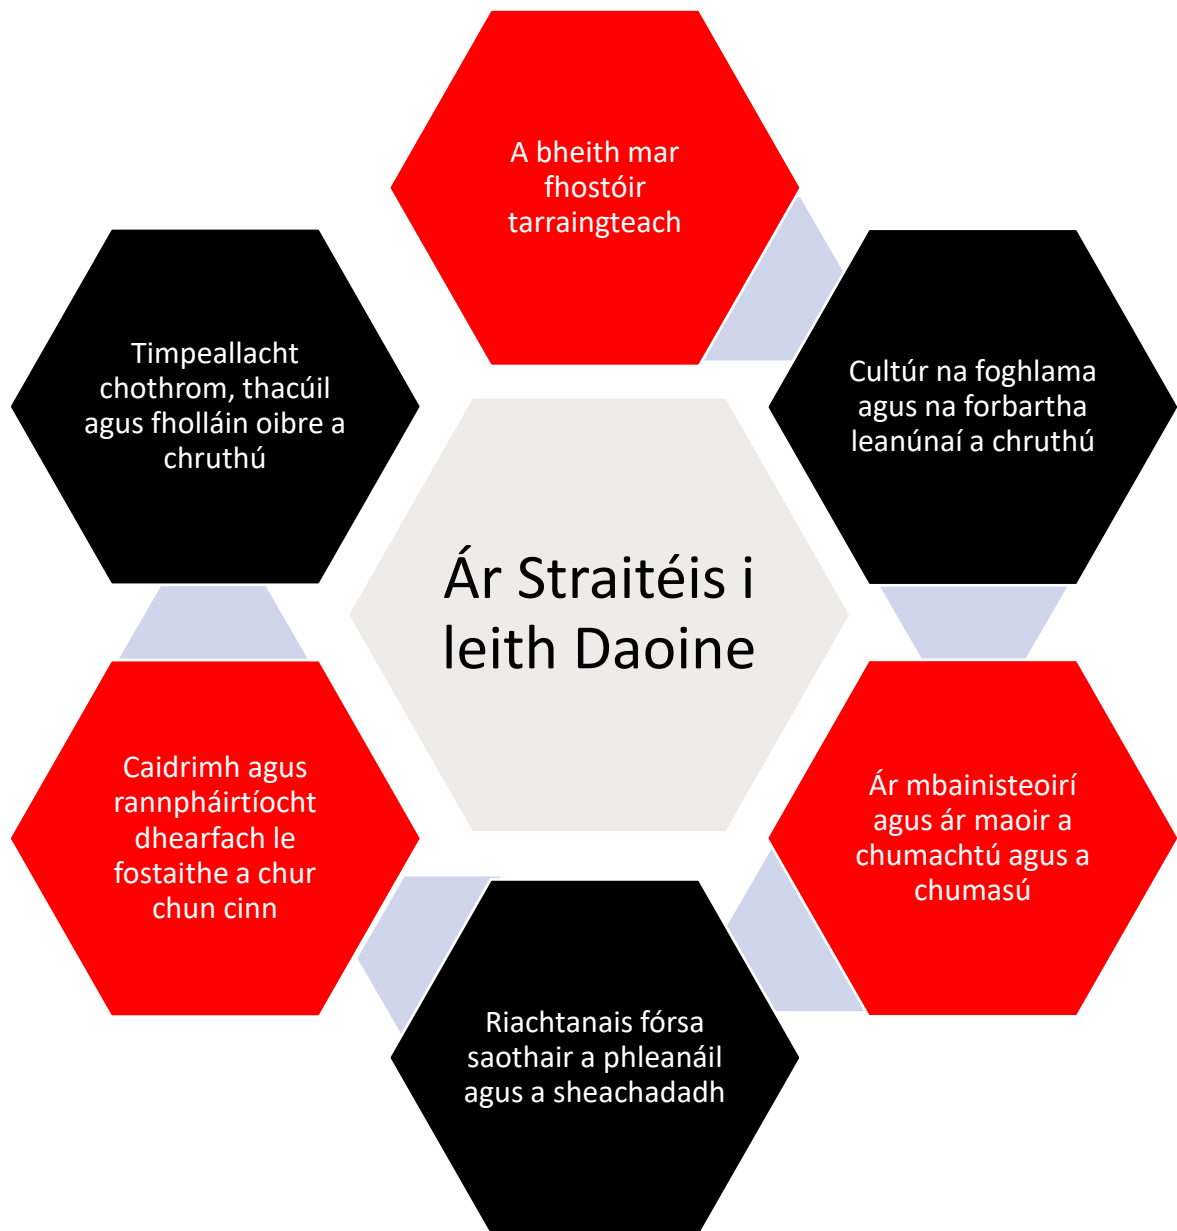 A bheith mar
fhostóir
tarraingteach
Cultúr na foghlama
agus na forbartha
leanúnaí a chruthú
Ár mbainisteoirí
agus ár maoir a
chumachtú agus a
chumasú
Riachtanais fórsa
saothair a phleanáil
agus a sheachadadh
Caidrimh agus
rannpháirtíocht
dhearfach le
fostaithe a chur
chun cinn
Timpeallacht
chothrom, thacúil
agus fholláin oibre a
chruthú
Ár Straitéis i
leith Daoine